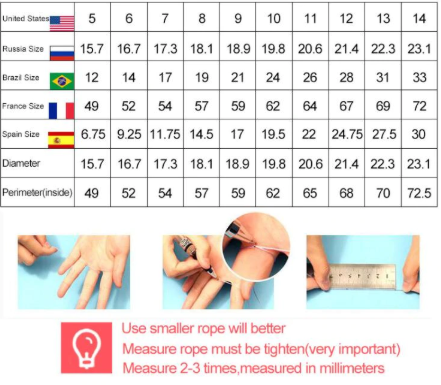 United States 5 6 7 8 9 10 11 12 13 14
Russia Size 15.7 16.7 17.3 18.1 18.9 19.8 20.6 21.4 22.3 23.1
Brazil Size 12 14 17 19 21 24 26 28 31 33
France Size 49 52 54 57 59 62 64 67 69 72
Spain Size 6.75 9.25 11.75 14.5 17 19.5 22 24.75 27.5 30
Diameter 15.7 16.7 17.3 18.1 18.9 19.8 20.6 21.4 22.3 23.1
Perimeter(inside) 49 52 54 57 59 62 65 68 70 72.5
Use smaller rope will better
Measure rope must be tighten(very important)
Measure 2-3 times,measured in millimeters